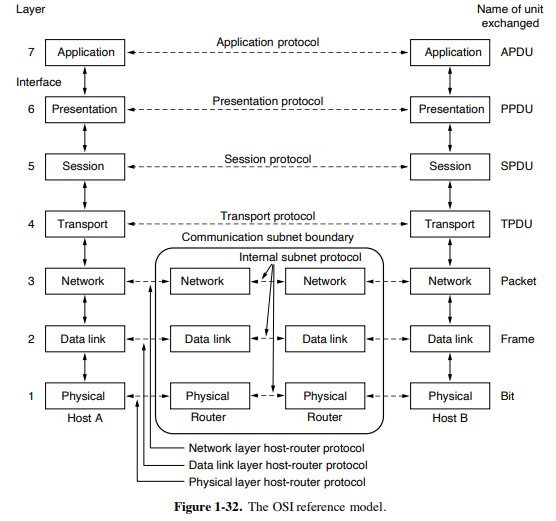 Layer
Name of unit
exchanged
Application protocol
7 Application Application APDU
Interface
Presentation protocol
6 Presentation Presentation PPDU
Session protocol
5 Session Session SPDU
Transport protocol
4 Transport Transport TPDU
Communication subnet boundary
Internal subnet protocol
3 Network Network Network Network Packet
2 Data link Data link Data link Data link Frame
1 Physical Physical Physical Physical Bit
Host A Router Router Host B
Network layer host-router protocol
Data link layer host-router protocol
Physical layer host-router protocol
Figure 1-32. The OSI reference model.